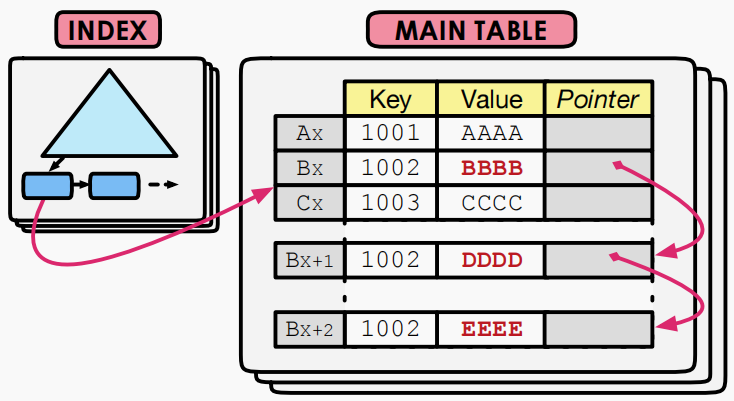 INDEX
MAIN TABLE
Key Value Pointer
Ax 1001 AAAA
Bx 1002 BBBB
Cx 1003 CCCC
Bx+1 1002 DDDD
Bx+2 1002 EEEE